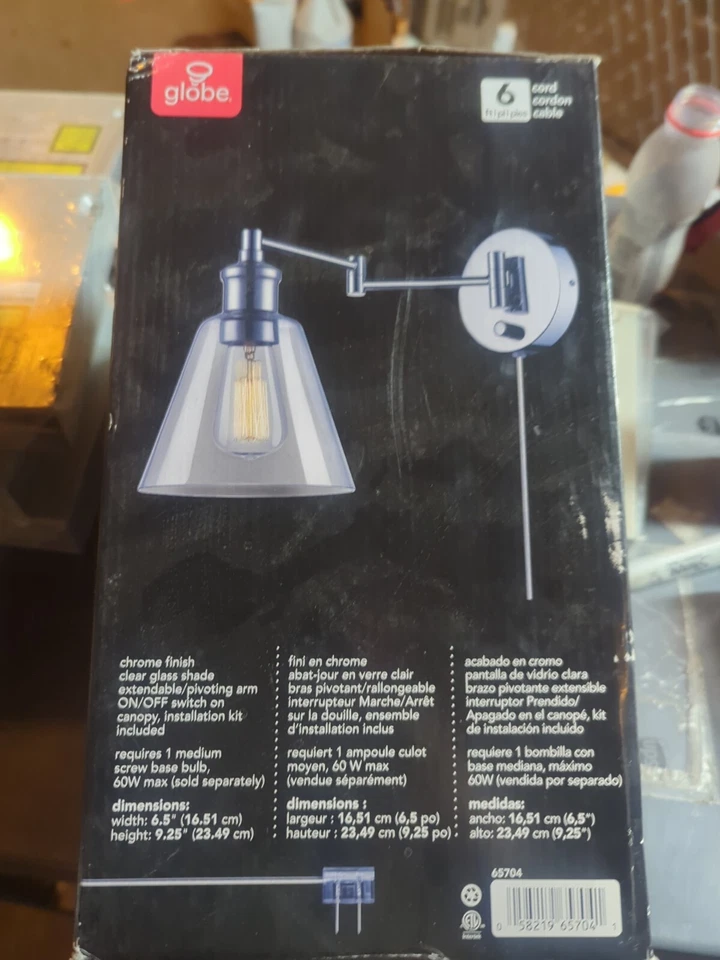 globe.
6
ft|pi|pies
cord
cordon
cable
chrome finish
clear glass shade
extendable/pivoting arm
ON/OFF switch on
canopy, installation kit
included
requires 1 medium
screw base bulb,
60W max (sold separately)
dimensions:
width: 6.5" (16.51 cm)
height: 9.25" (23.49 cm)
fini en chrome
abat-jour en verre clair
bras pivotant/rallongeable
interrupteur Marche/Arrêt
sur la douille, ensemble
d'installation inclus
requiert 1 ampoule culot
moyen, 60 W max
(vendue séparément)
dimensions :
largeur : 16,51 cm (6,5 po)
hauteur : 23,49 cm (9,25 po)
acabado en cromo
pantalla de vidrio clara
brazo pivotante extensible
interruptor Prendido/
Apagado en el canopé, kit
de instalación incluido
requiere 1 bombilla con
base mediana, máximo
60W (vendida por separado)
medidas:
ancho: 16,51 cm (6,5")
alto: 23,49 cm (9,25")
65704
0 58219 65704 1